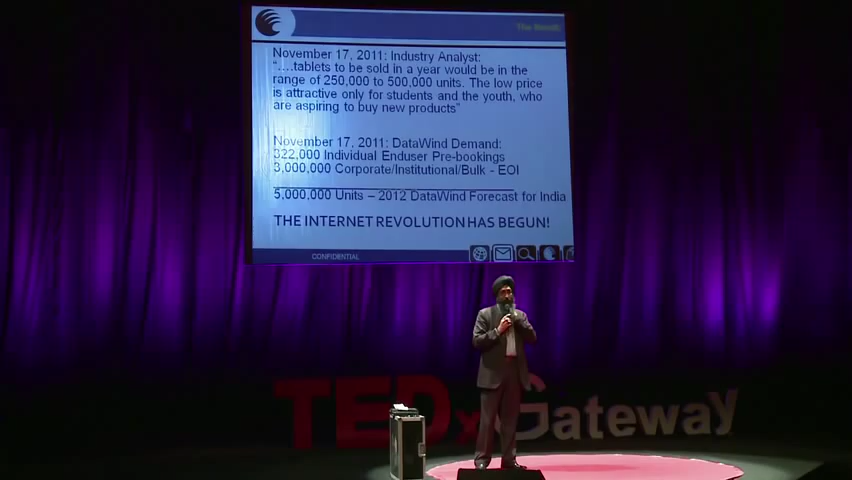 The Result
November 17, 2011: Industry Analyst:
"....tablets to be sold in a year would be in the
range of 250,000 to 500,000 units. The low price
is attractive only for students and the youth, who
are aspiring to buy new products"
November 17, 2011: DataWind Demand:
322,000 Individual Enduser Pre-bookings
3,000,000 Corporate/Institutional/Bulk - EOI
5,000,000 Units – 2012 DataWind Forecast for India
THE INTERNET REVOLUTION HAS BEGUN!
CONFIDENTIAL
TEDxGateway